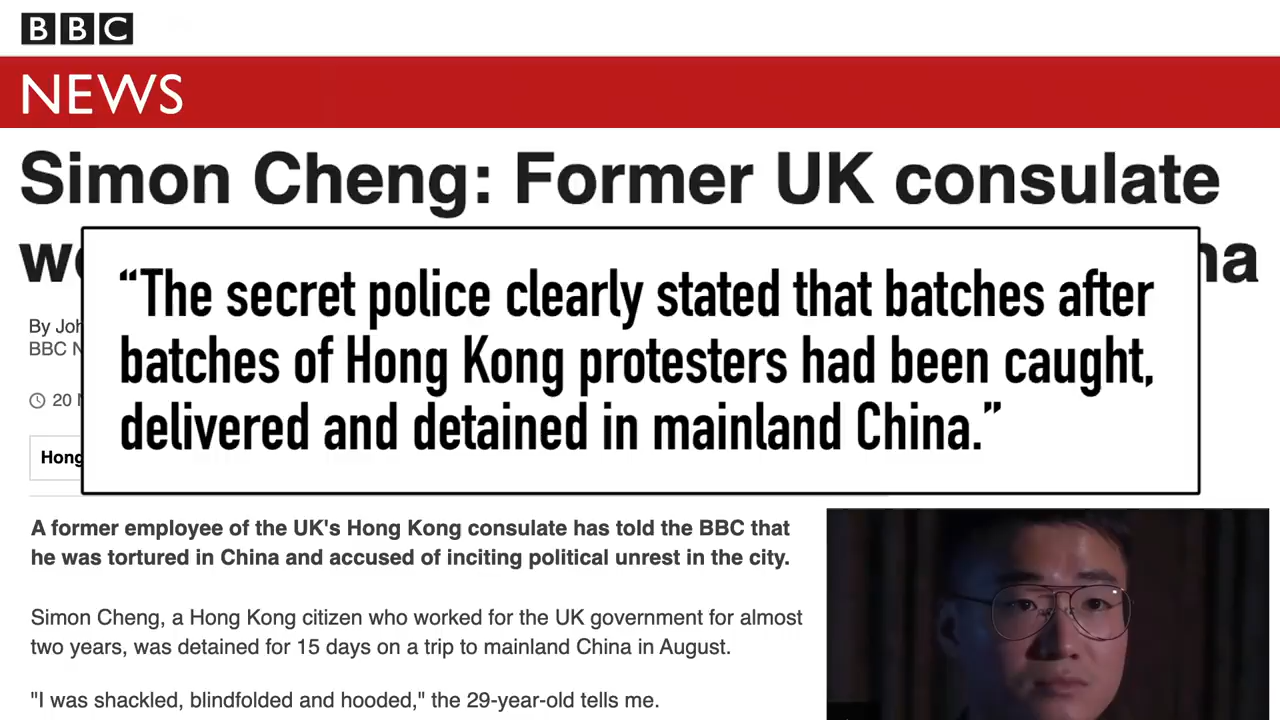 BBC
NEWS
Simon Cheng: Former UK consulate
“The secret police clearly stated that batches after
batches of Hong Kong protesters had been caught,
delivered and detained in mainland China.”
By
BBC
20
Hong
A former employee of the UK's Hong Kong consulate has told the BBC that
he was tortured in China and accused of inciting political unrest in the city.
Simon Cheng, a Hong Kong citizen who worked for the UK government for almost
two years, was detained for 15 days on a trip to mainland China in August.
"I was shackled, blindfolded and hooded," the 29-year-old tells me.